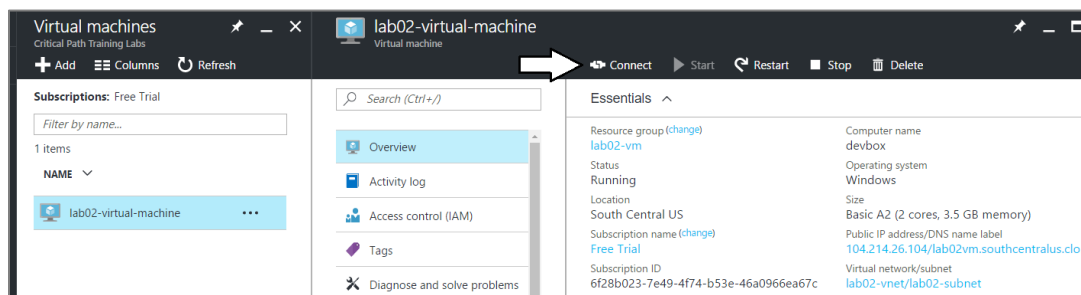 Virtual machines
Critical Path Training Labs
Add Columns Refresh
Subscriptions: Free Trial
Filter by name...
1 items
NAME
lab02-virtual-machine ...
lab02-virtual-machine
Virtual machine
Connect Start Restart Stop Delete
Search (Ctrl+/)
Overview
Activity log
Access control (IAM)
Tags
Diagnose and solve problems
Essentials
Resource group (change)
lab02-vm
Status
Running
Location
South Central US
Subscription name (change)
Free Trial
Subscription ID
6f28b023-7e49-4f74-b53e-46a0966ea67c
Computer name
devbox
Operating system
Windows
Size
Basic A2 (2 cores, 3.5 GB memory)
Public IP address/DNS name label
104.214.26.104/lab02vm.southcentralus.clo
Virtual network/subnet
lab02-vnet/lab02-subnet